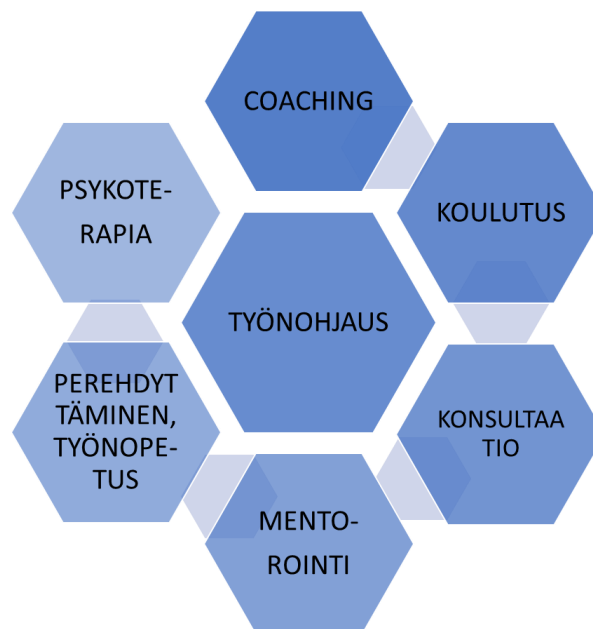 COACHING
KOULUTUS
KONSULTAA
TIO
MENTO-
ROINTI
PEREHDYT
TÄMINEN,
TYÖNOPE-
TUS
PSYKOTE-
RAPIA
TYÖNOHJAUS